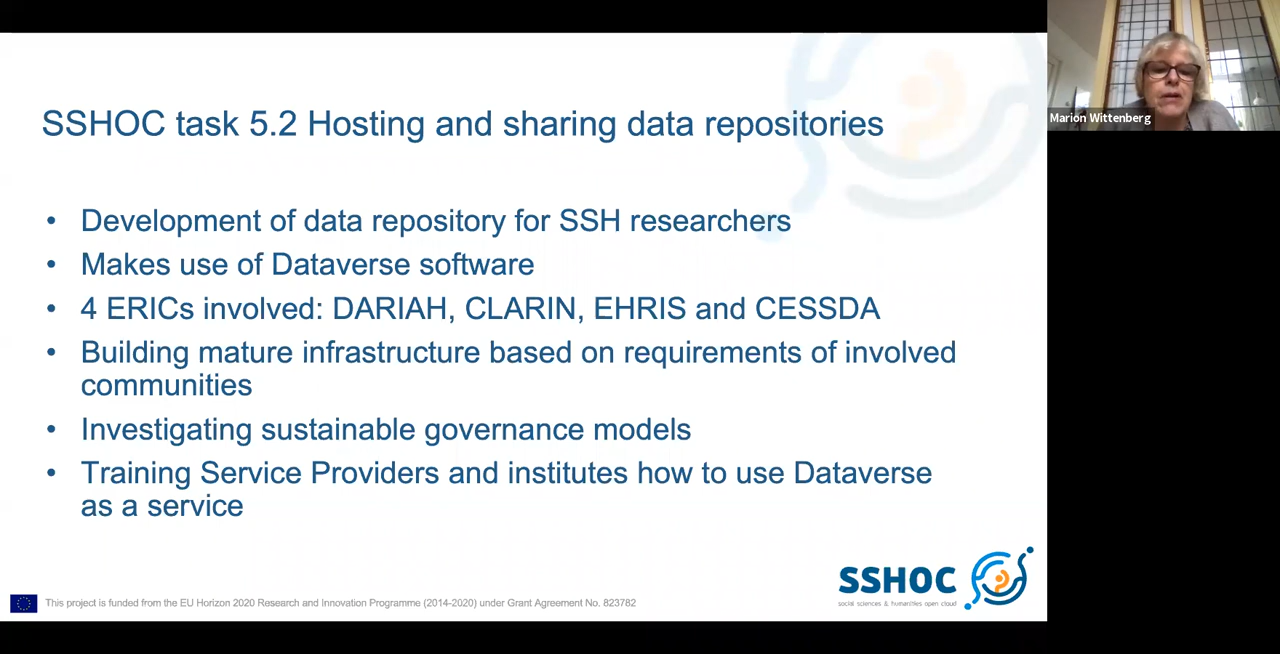 SSHOC task 5.2 Hosting and sharing data repositories
• Development of data repository for SSH researchers
• Makes use of Dataverse software
• 4 ERICs involved: DARIAH, CLARIN, EHRIS and CESSDA
• Building mature infrastructure based on requirements of involved
communities
• Investigating sustainable governance models
• Training Service Providers and institutes how to use Dataverse
as a service
SSHOC
social sciences & humanities open cloud
This project is funded from the EU Horizon 2020 Research and Innovation Programme (2014-2020) under Grant Agreement No. 823782
Marion Wittenberg